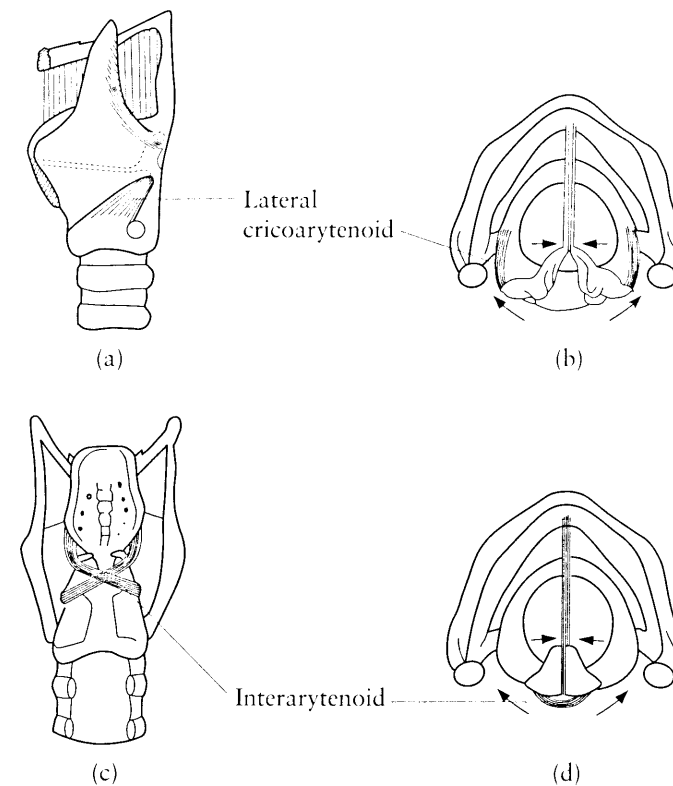 Lateral
cricoarytenoid
(a)
(b)
Interarytenoid
(c)
(d)